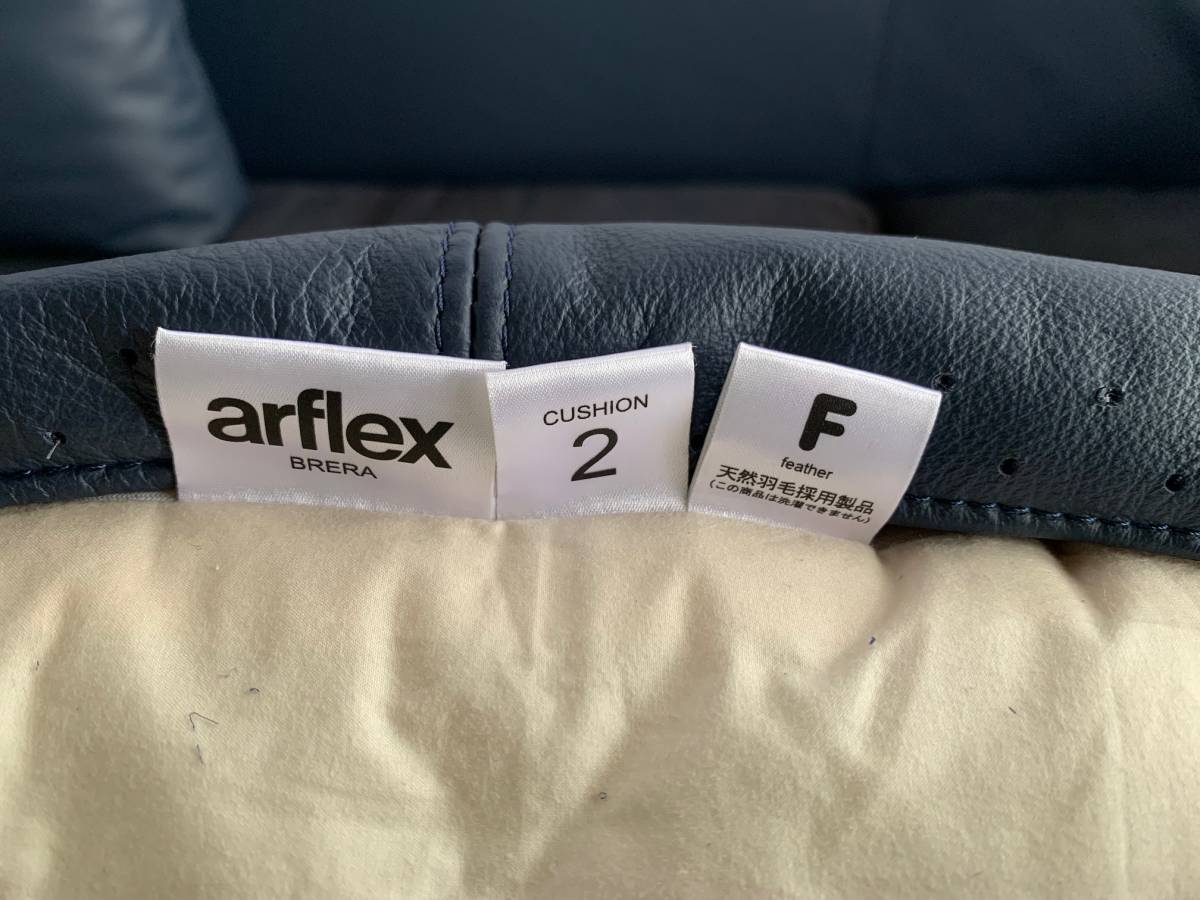 arflex
BRERA
CUSHION
2
F
feather
天然羽毛採用製品
(この商品は洗濯できません)